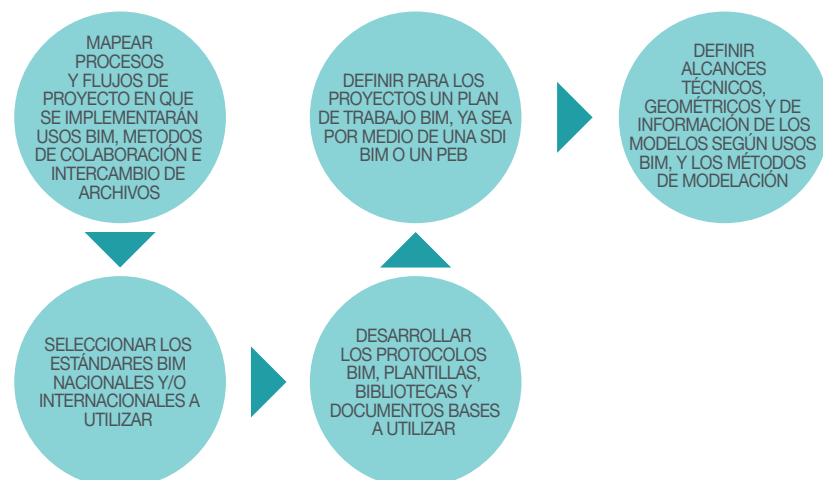 MAPEAR
PROCESOS
Y FLUJOS DE
PROYECTO EN QUE
SE IMPLEMENTARÁN
USOS BIM, METODOS
DE COLABORACIÓN E
INTERCAMBIO DE
ARCHIVOS
SELECCIONAR LOS
ESTÁNDARES BIM
NACIONALES Y/O
INTERNACIONALES A
UTILIZAR
DESARROLLAR
LOS PROTOCOLOS
BIM, PLANTILLAS,
BIBLIOTECAS Y
DOCUMENTOS BASES
A UTILIZAR
DEFINIR PARA LOS
PROYECTOS UN PLAN
DE TRABAJO BIM, YA SEA
POR MEDIO DE UNA SDI
BIM O UN PEB
DEFINIR
ALCANCES
TÉCNICOS,
GEOMÉTRICOS Y DE
INFORMACIÓN DE LOS
MODELOS SEGÚN USOS
BIM, Y LOS MÉTODOS
DE MODELACIÓN